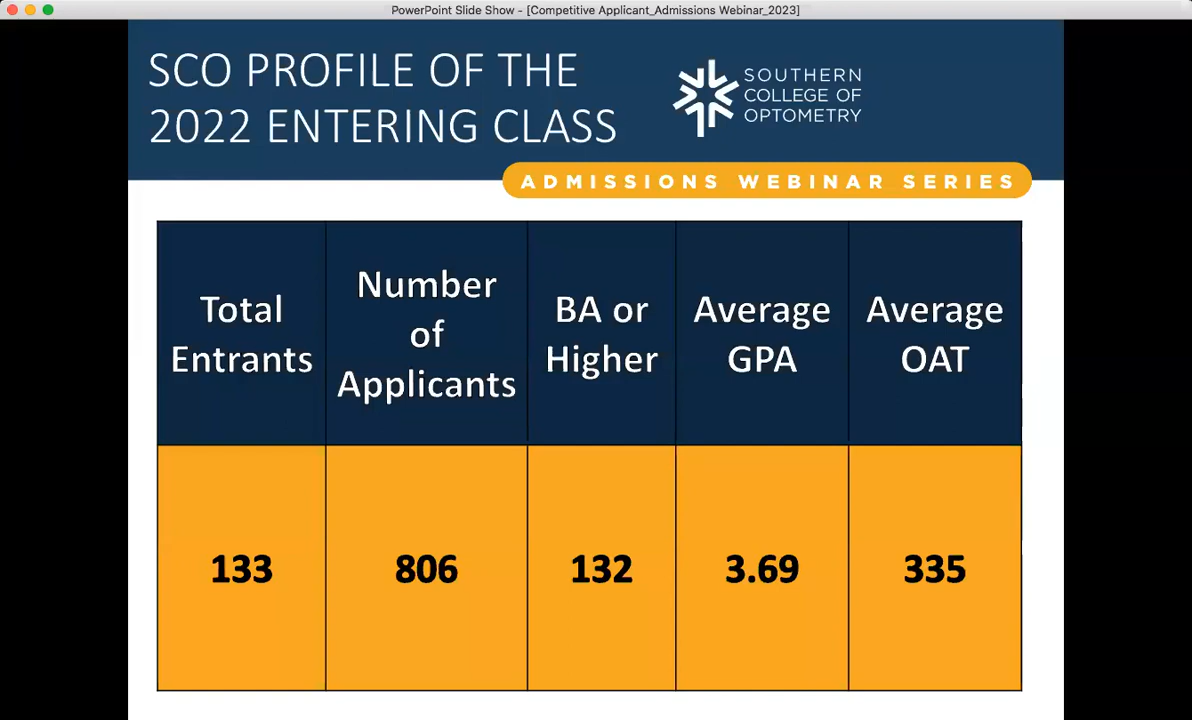 PowerPoint Slide Show - [Competitive Applicant_Admissions Webinar_2023]
SCO PROFILE OF THE
2022 ENTERING CLASS
SOUTHERN
COLLEGE OF
OPTOMETRY
ADMISSIONS WEBINAR SERIES
Total
Entrants
Number
of
Applicants
BA or
Higher
Average
GPA
Average
OAT
133
806
132
3.69
335